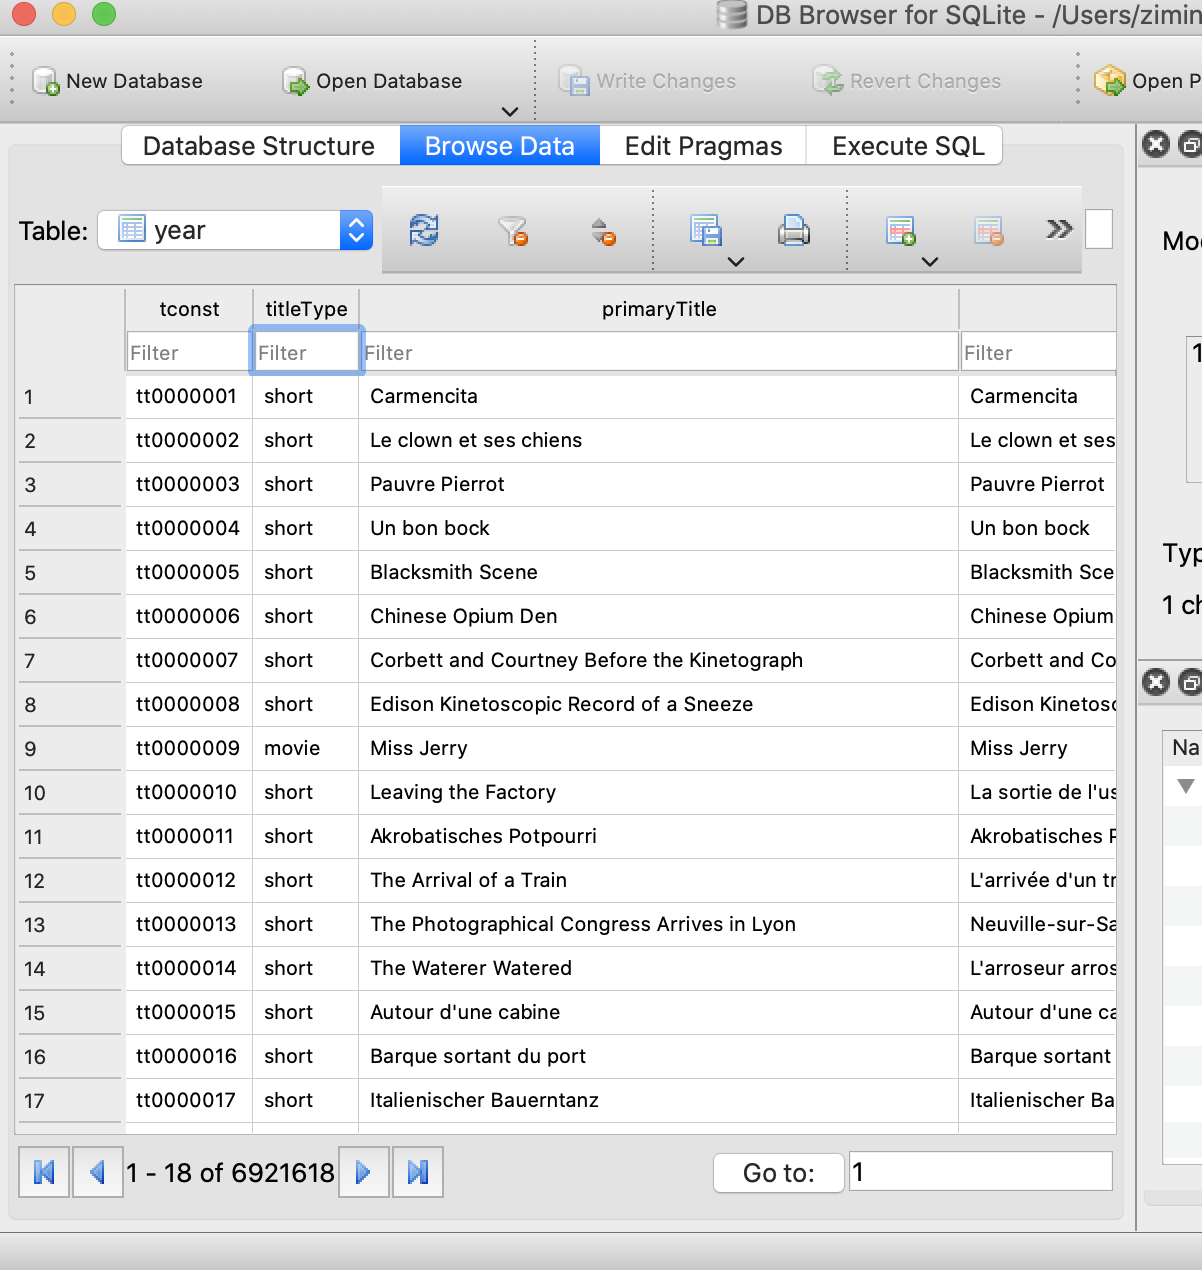 DB Browser for SQLite - /Users/zimin
New Database Open Database Write Changes Revert Changes Open P
Database Structure Browse Data Edit Pragmas Execute SQL
Table: year
Mod
tconst titleType primaryTitle
Filter Filter Filter Filter
1
1 tt0000001 short Carmencita Carmencita
2 tt0000002 short Le clown et ses chiens Le clown et ses
3 tt0000003 short Pauvre Pierrot Pauvre Pierrot
4 tt0000004 short Un bon bock Un bon bock
Typ
5 tt0000005 short Blacksmith Scene Blacksmith Sce
1 ch
6 tt0000006 short Chinese Opium Den Chinese Opium
7 tt0000007 short Corbett and Courtney Before the Kinetograph Corbett and Co
8 tt0000008 short Edison Kinetoscopic Record of a Sneeze Edison Kinetosc
9 tt0000009 movie Miss Jerry Miss Jerry
Na
10 tt0000010 short Leaving the Factory La sortie de l'us
11 tt0000011 short Akrobatisches Potpourri Akrobatisches P
12 tt0000012 short The Arrival of a Train L'arrivée d'un tr
13 tt0000013 short The Photographical Congress Arrives in Lyon Neuville-sur-Sa
14 tt0000014 short The Waterer Watered L'arroseur arros
15 tt0000015 short Autour d'une cabine Autour d'une ca
16 tt0000016 short Barque sortant du port Barque sortant
17 tt0000017 short Italienischer Bauerntanz Italienischer Ba
1 - 18 of 6921618 Go to: 1